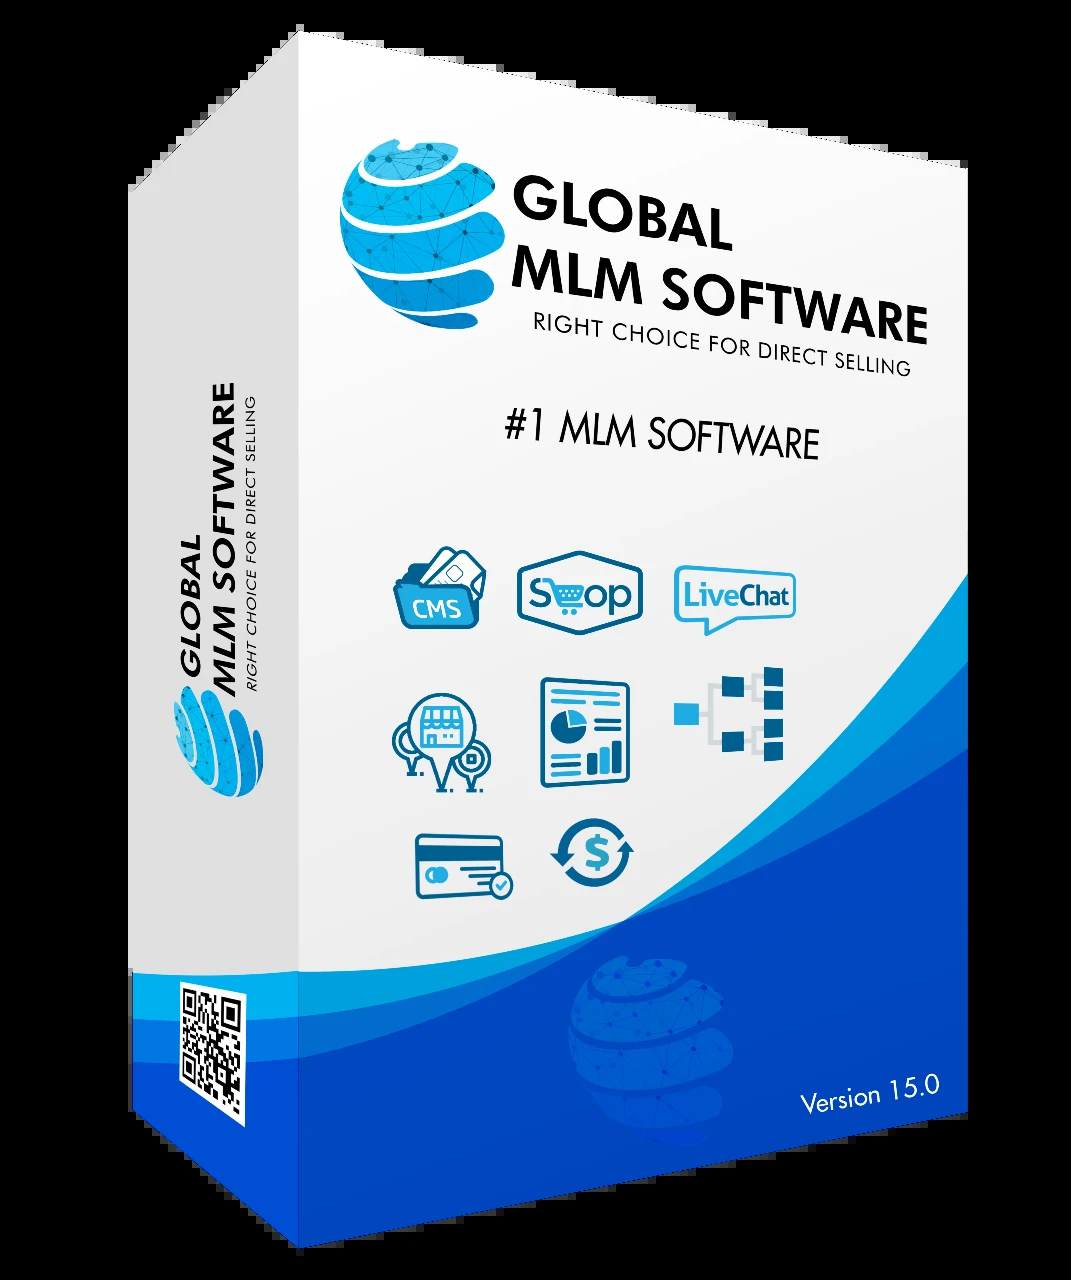 GLOBAL
MLM SOFTWARE
RIGHT CHOICE FOR DIRECT SELLING
#1 MLM SOFTWARE
CMS
Shop
LiveChat
$
Version 15.0
GLOBAL
MLM SOFTWARE
RIGHT CHOICE FOR DIRECT SELLING